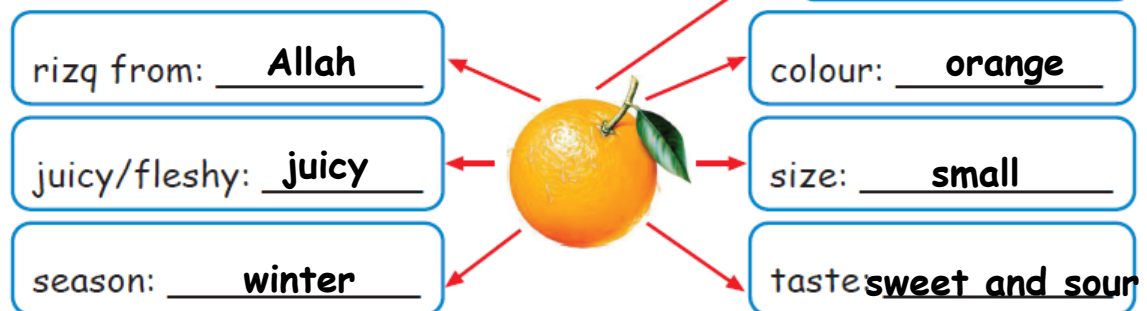 rizq from: Allah
colour: orange
juicy/fleshy: juicy
size: small
season: winter
taste: sweet and sour